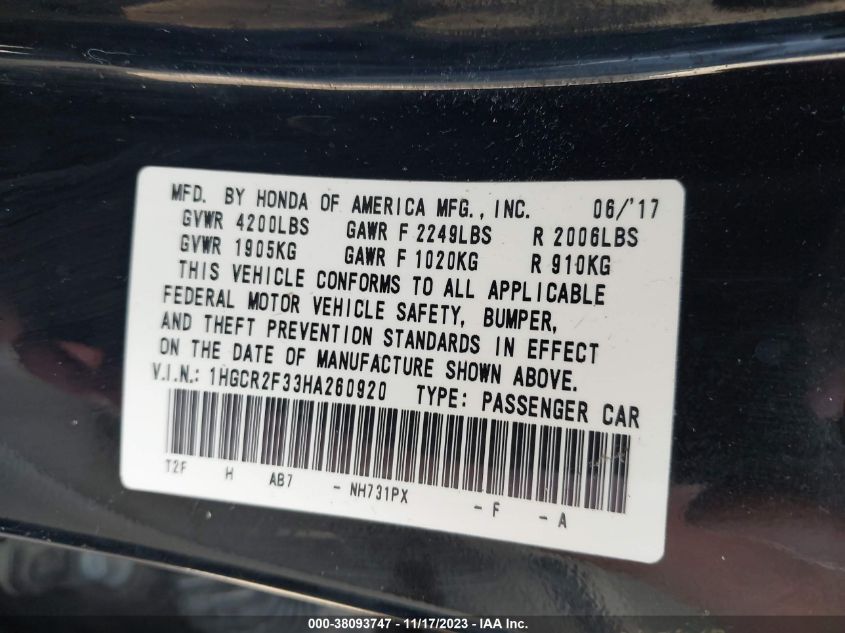 MFD. BY HONDA OF AMERICA MFG., INC. 06/'17
GVWR 4200LBS GAWR F 2249LBS R 2006LBS
GVWR 1905KG GAWR F 1020KG R 910KG
THIS VEHICLE CONFORMS TO ALL APPLICABLE
FEDERAL MOTOR VEHICLE SAFETY, BUMPER,
AND THEFT PREVENTION STANDARDS IN EFFECT
ON THE DATE OF MANUFACTURE SHOWN ABOVE.
V.I.N.: 1HGCR2F33HA260920 TYPE: PASSENGER CAR
T2F H AB7 - NH731PX - F - A
000-38093747 - 11/17/2023 - IAA Inc.